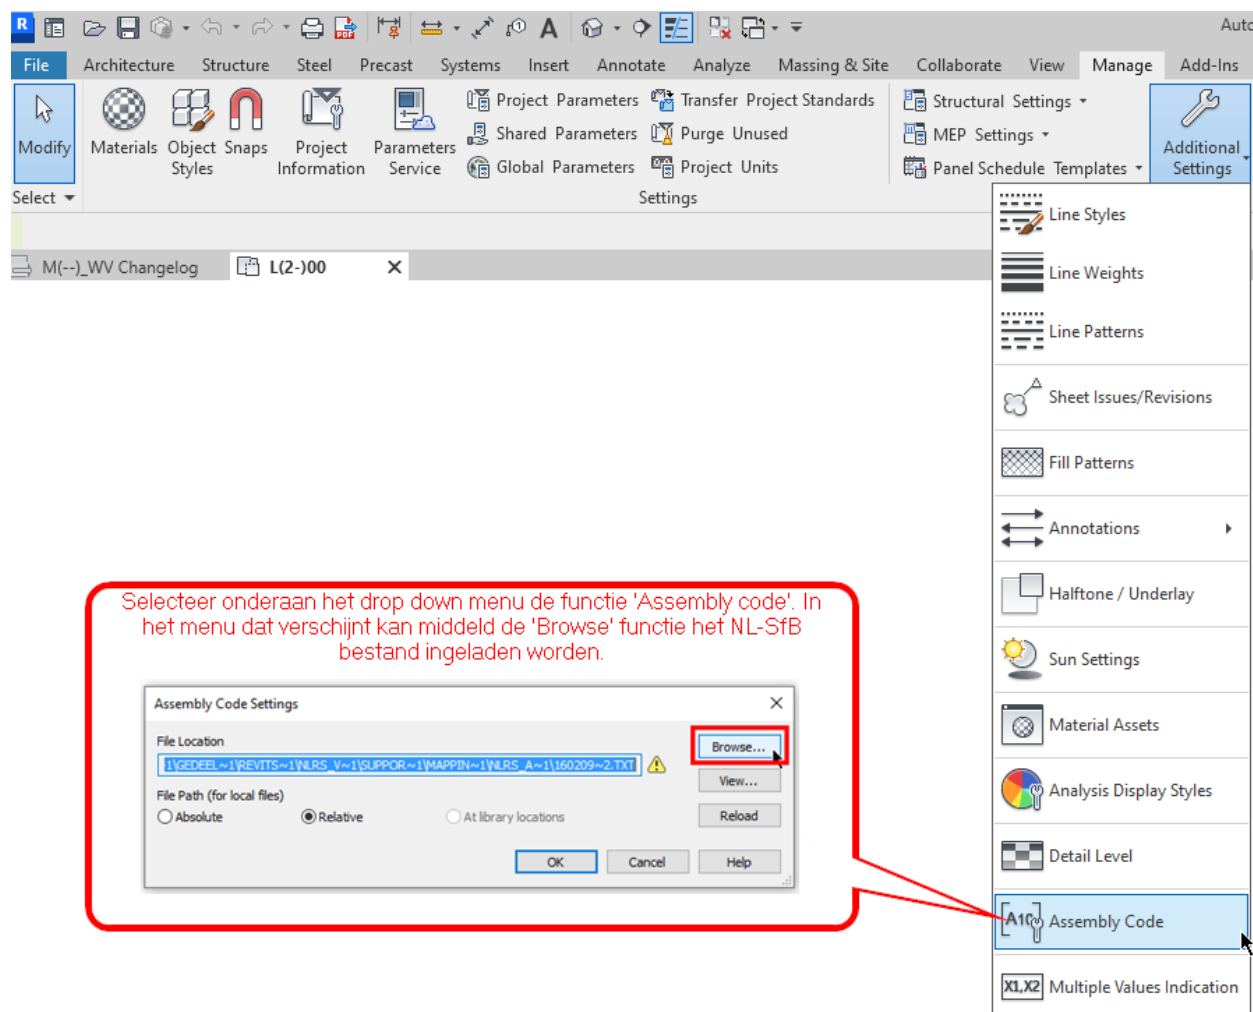 R
PDF
A
Auto
File Architecture Structure Steel Precast Systems Insert Annotate Analyze Massing & Site Collaborate View Manage Add-Ins
Modify
Materials
Object
Styles
Snaps
Project
Information
Parameters
Service
Project Parameters
Shared Parameters
Global Parameters
Transfer Project Standards
Purge Unused
Project Units
Structural Settings
MEP Settings
Panel Schedule Templates
Additional
Settings
Select
Settings
M(--)_WV Changelog
L(2-)00
Line Styles
Line Weights
Line Patterns
Sheet Issues/Revisions
Fill Patterns
Annotations
Halftone / Underlay
Sun Settings
Material Assets
Analysis Display Styles
Detail Level
Assembly Code
X1,X2 Multiple Values Indication
Selecteer onderaan het drop down menu de functie 'Assembly code'. In
het menu dat verschijnt kan middeld de 'Browse' functie het NL-SfB
bestand ingeladen worden.
Assembly Code Settings
File Location
1\GEDEEL~1\REVITS~1\NLRS_V~1\SUPPOR~1\MAPPIN~1\NLRS_A~1\160209~2.TXT
Browse...
View...
File Path (for local files)
Absolute Relative At library locations
Reload
OK Cancel Help